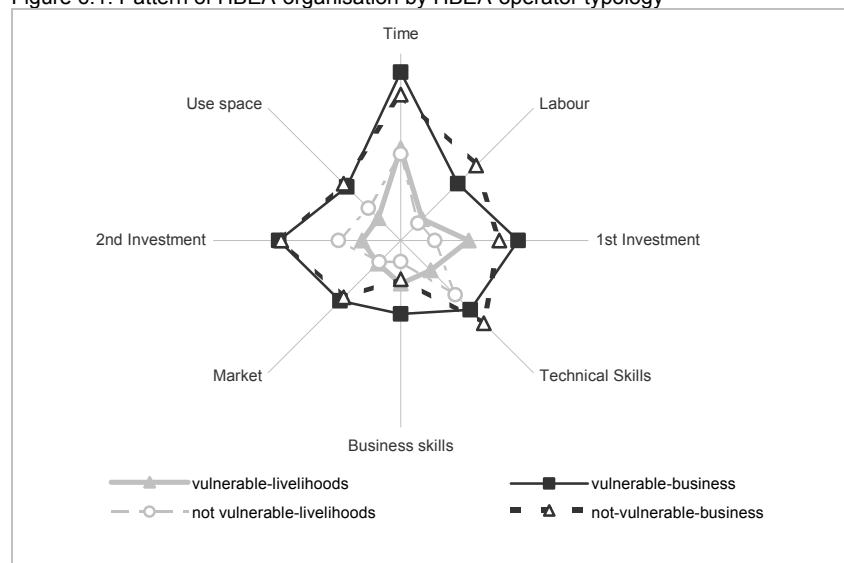 Figure 6.1: Pattern of HBEA organisation by HBEA operator typology
Time
Use space
Labour
2nd Investment
1st Investment
Market
Technical Skills
Business skills
vulnerable-livelihoods
vulnerable-business
not vulnerable-livelihoods
not-vulnerable-business